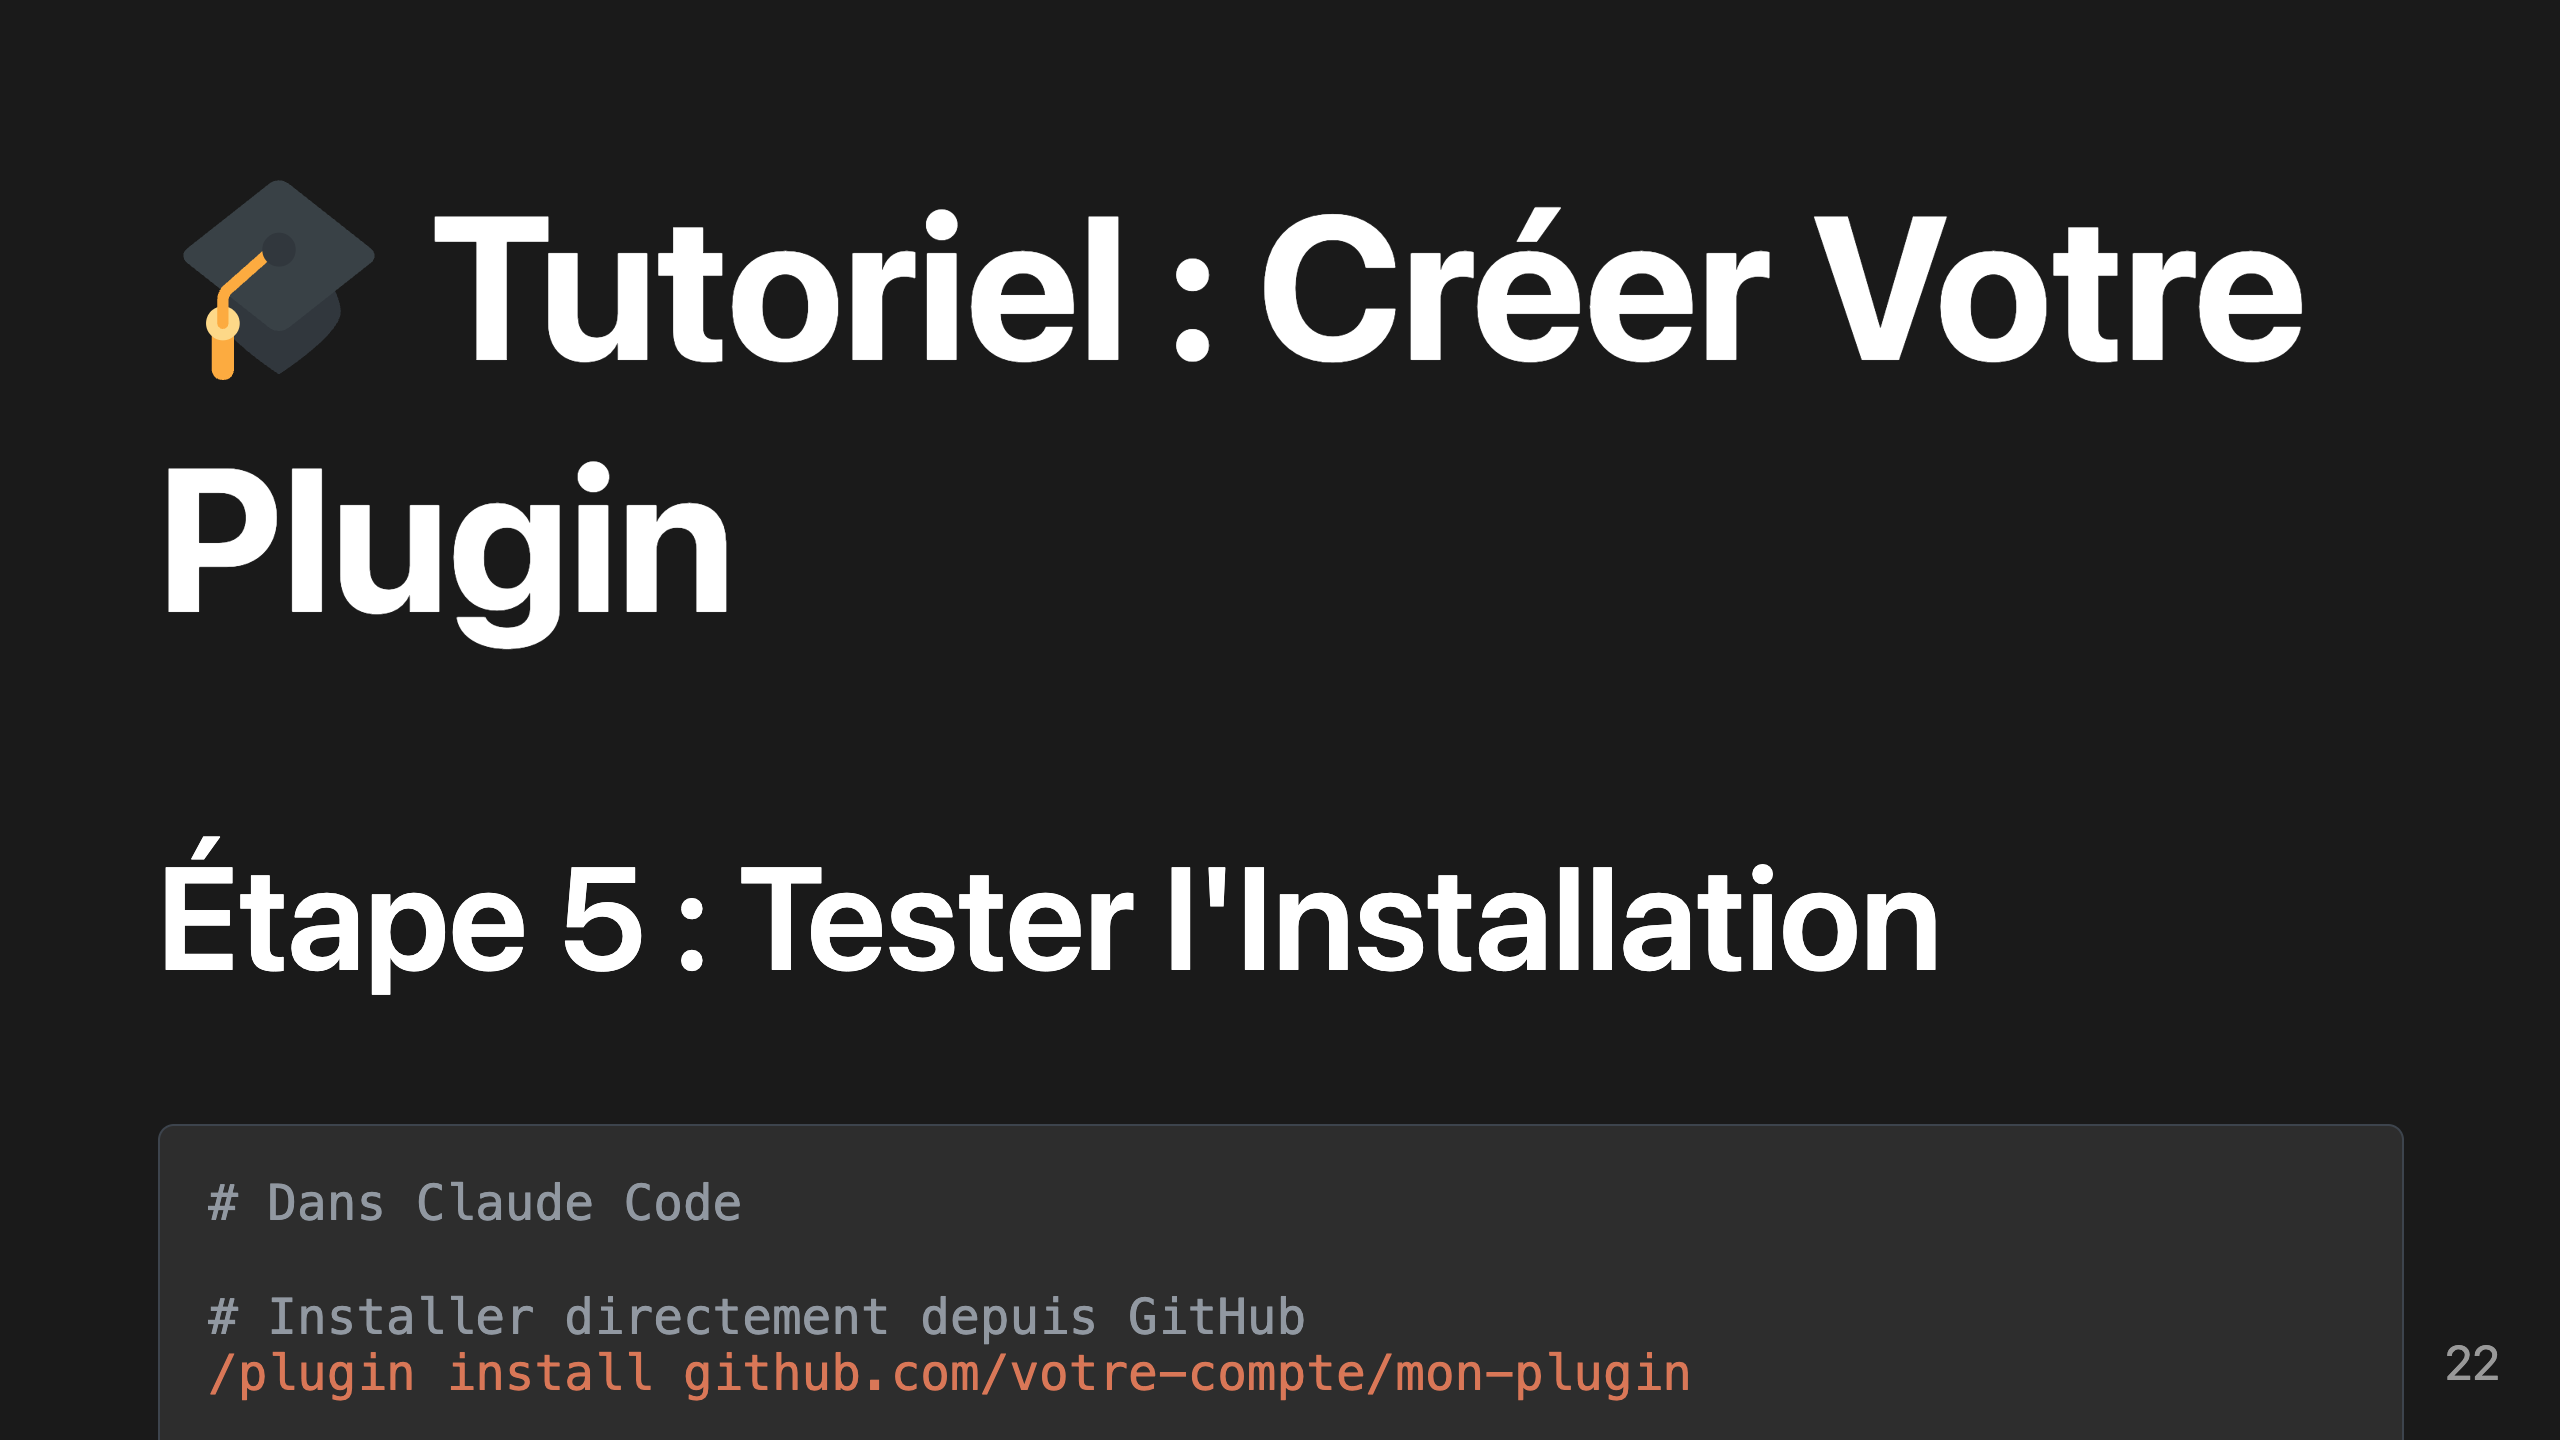 🎓 Tutoriel : Créer Votre
Plugin
Étape 5 : Tester l'Installation
# Dans Claude Code
# Installer directement depuis GitHub
/plugin install github.com/votre-compte/mon-plugin
22